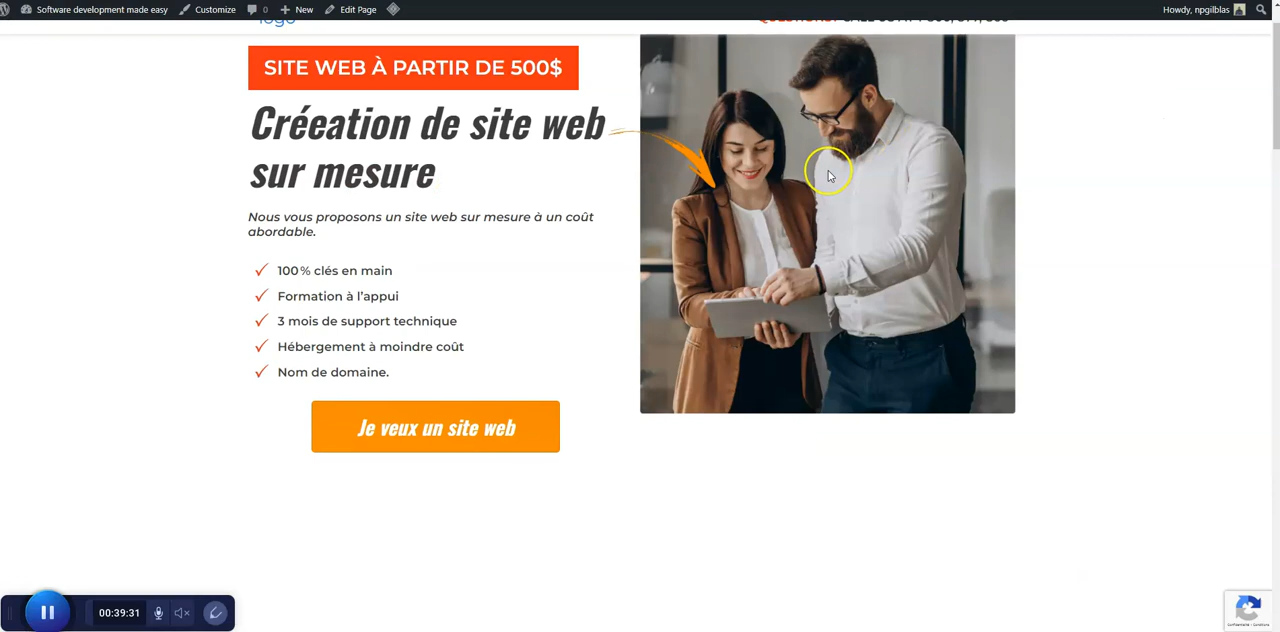 Software development made easy Customize 0 New Edit Page Howdy, npgilblas
logo
SITE WEB À PARTIR DE 500$
Créeation de site web
sur mesure
Nous vous proposons un site web sur mesure à un coût
abordable.
100% clés en main
Formation à l'appui
3 mois de support technique
Hébergement à moindre coût
Nom de domaine.
Je veux un site web
00:39:31